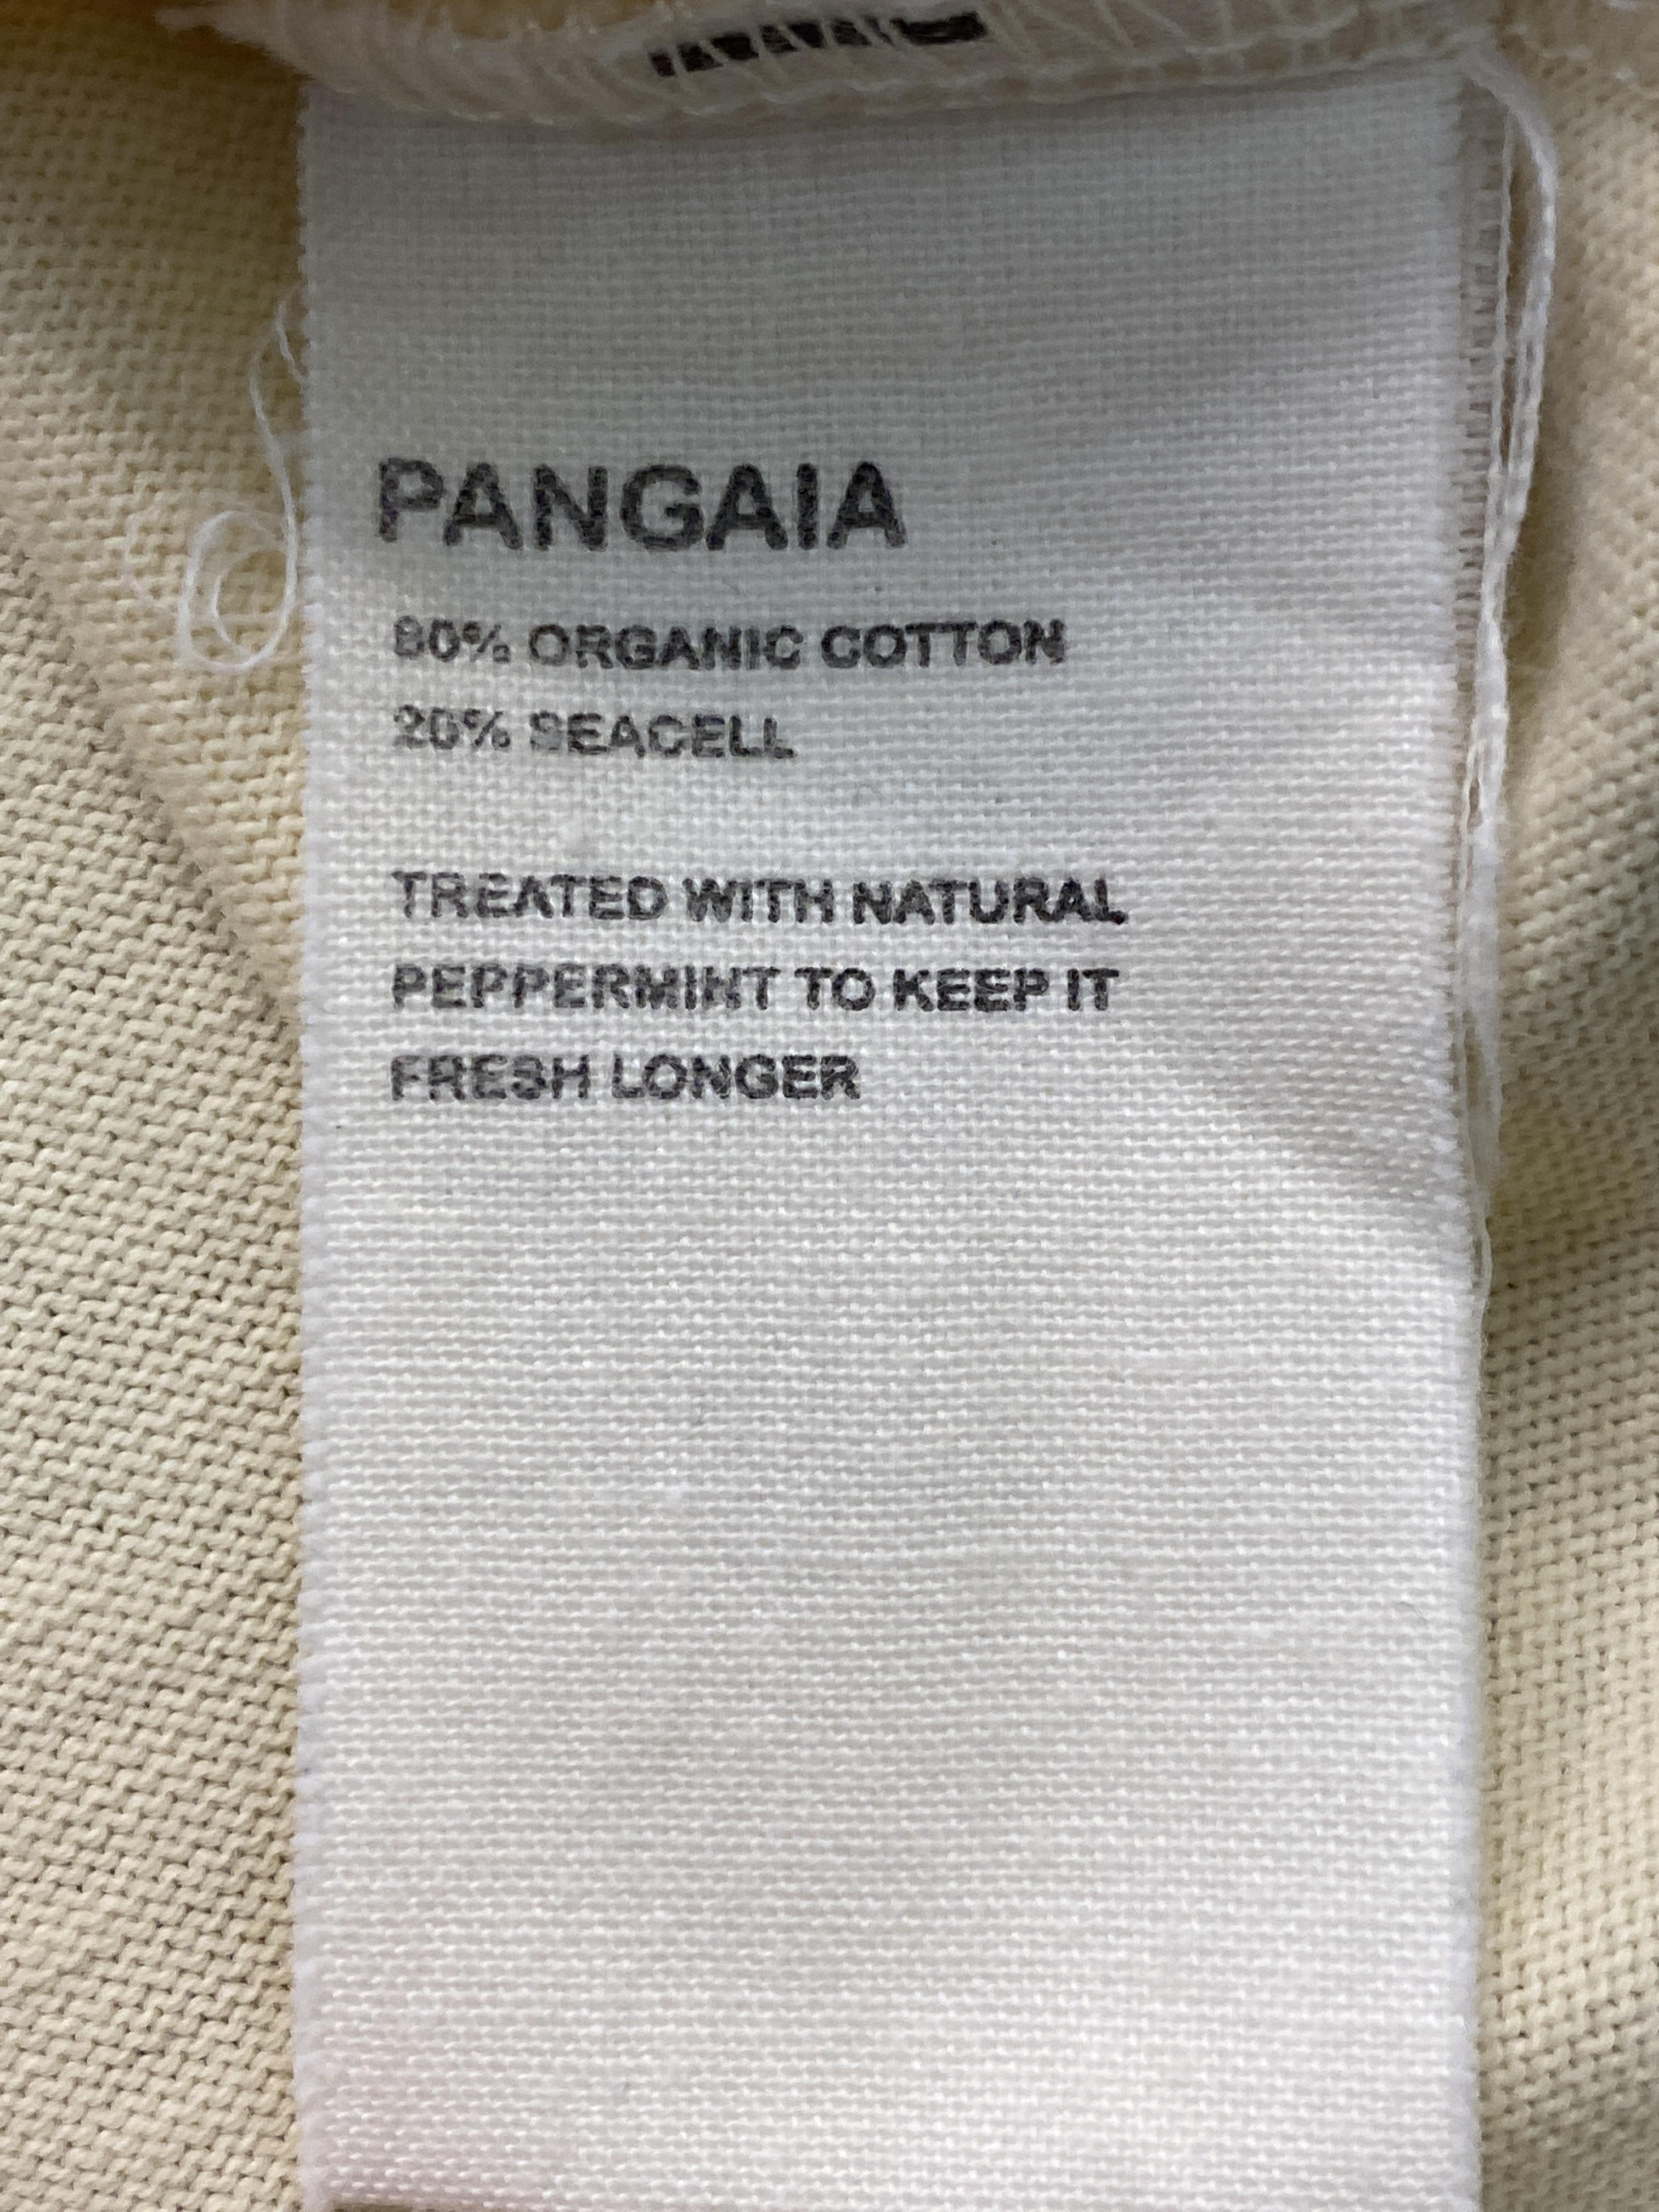 PANGAIA
80% ORGANIC COTTON
20% SEACELL
TREATED WITH NATURAL
PEPPERMINT TO KEEP IT
FRESH LONGER